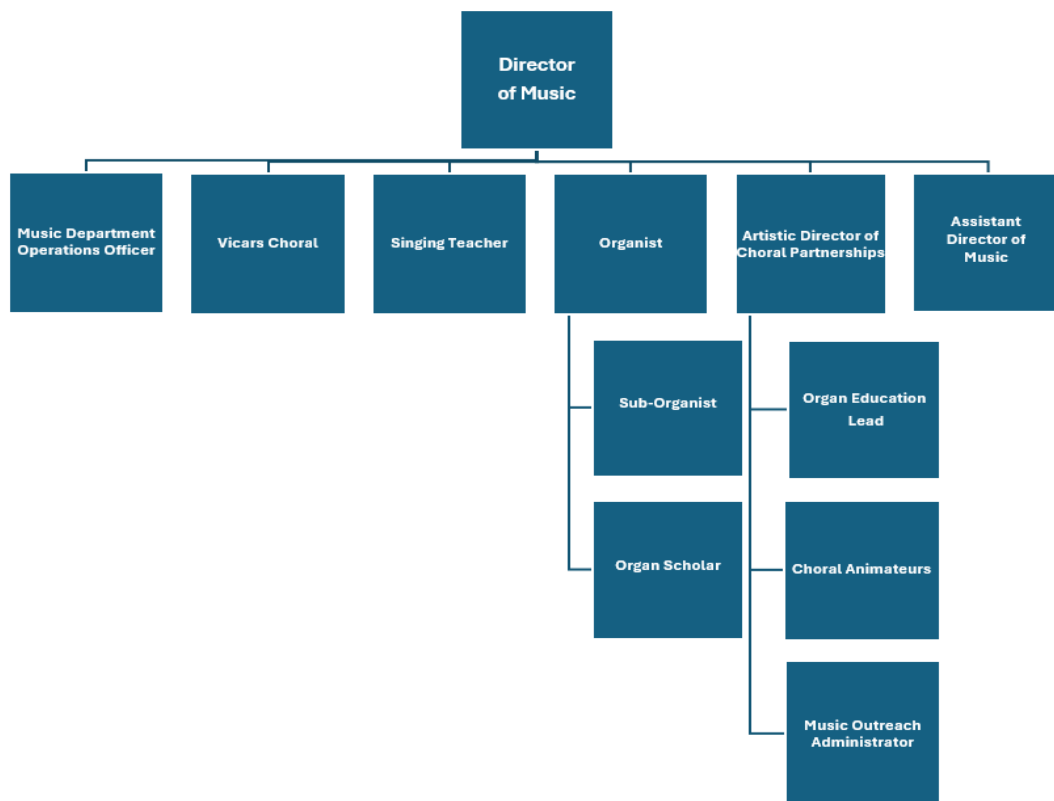 Director
of Music
Music Department
Operations Officer
Vicars Choral
Singing Teacher
Organist
Artistic Director of
Choral Partnerships
Assistant
Director of
Music
Sub-Organist
Organ Education
Lead
Organ Scholar
Choral Animateurs
Music Outreach
Administrator